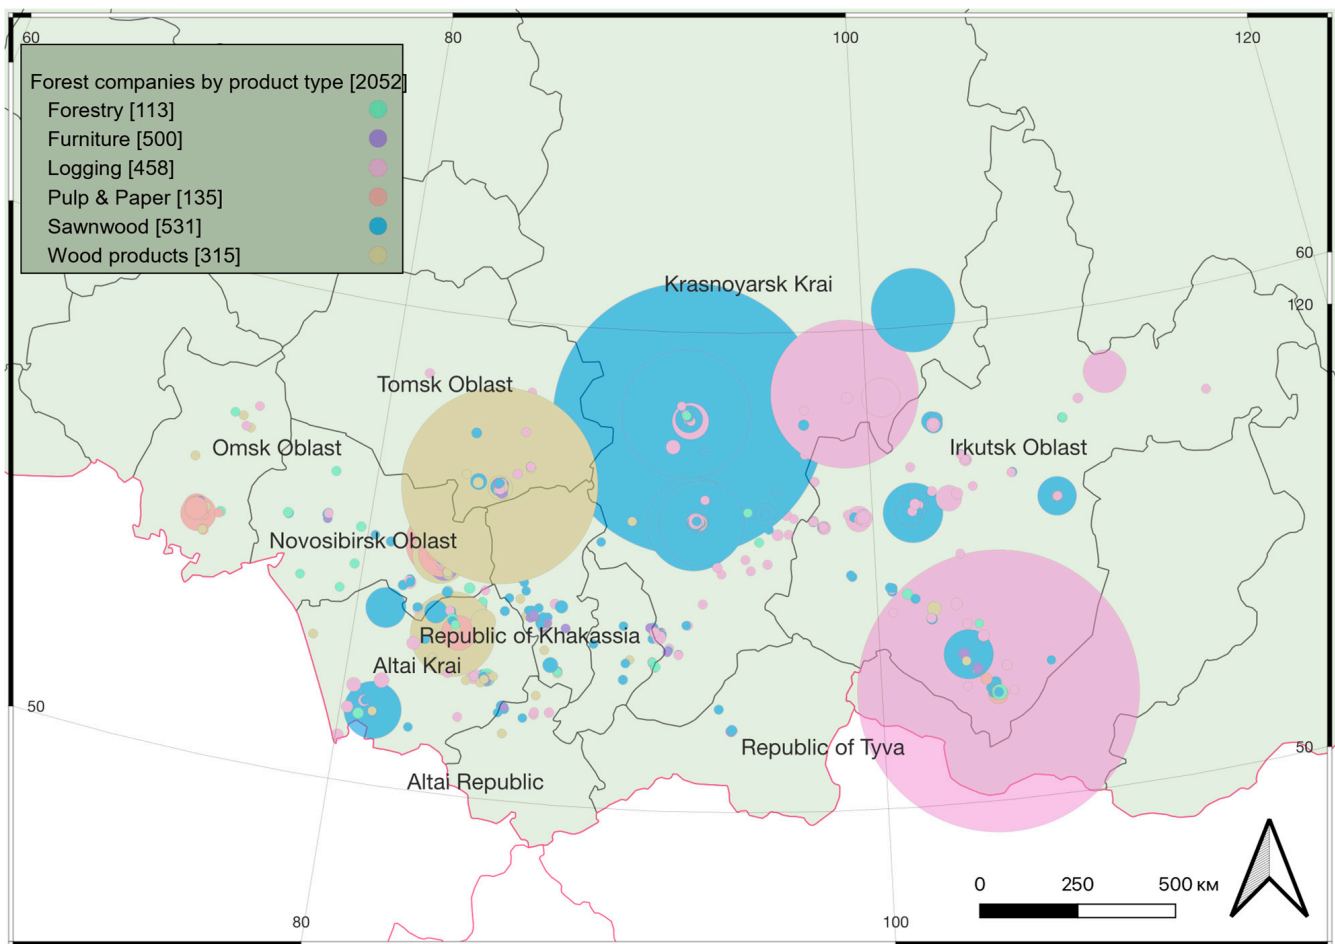 60
80
100
120
Forest companies by product type [2052]
Forestry [113]
Furniture [500]
Logging [458]
Pulp & Paper [135]
Sawnwood [531]
Wood products [315]
60
Krasnoyarsk Krai
120
Tomsk Oblast
Omsk Oblast
Irkutsk Oblast
Novosibirsk Oblast
Republic of Khakassia
Altai Krai
50
Republic of Tyva
50
Altai Republic
0 250 500 км
80
100